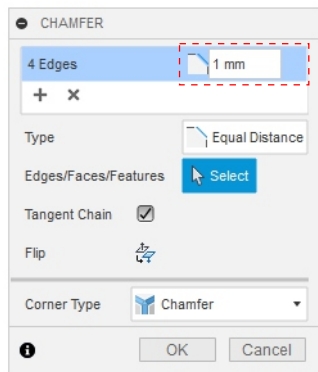 CHAMFER
4 Edges 1 mm
Type Equal Distance
Edges/Faces/Features Select
Tangent Chain
Flip
Corner Type Chamfer
OK Cancel